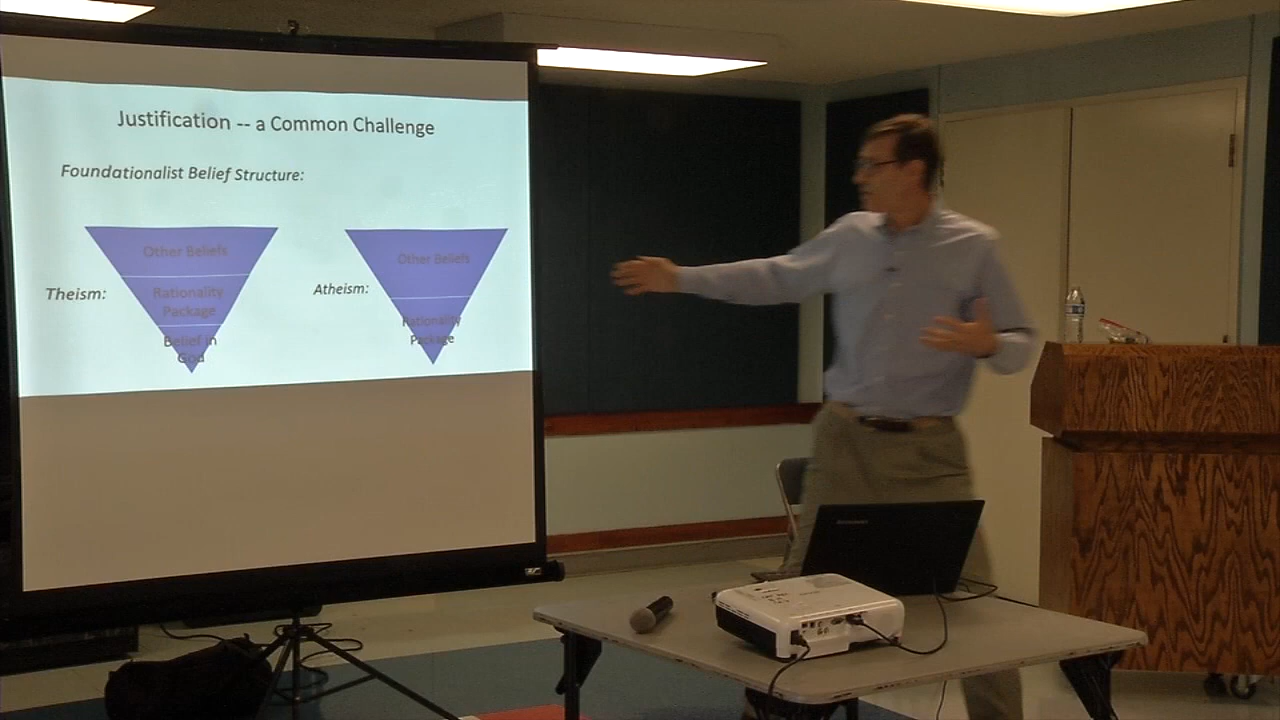 Justification -- a Common Challenge
Foundationalist Belief Structure:
Theism:
Other Beliefs
Rationality
Package
Belief in
God
Atheism:
Other Beliefs
Rationality
Package